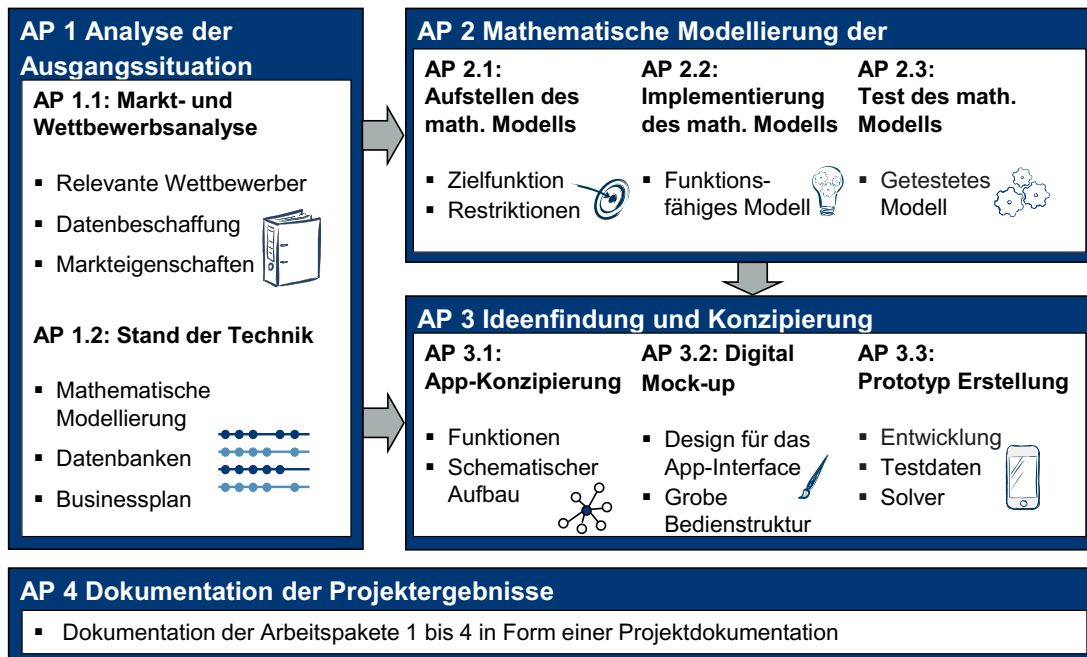 AP 1 Analyse der
Ausgangssituation
AP 1.1: Markt- und
Wettbewerbsanalyse
▪ Relevante Wettbewerber
▪ Datenbeschaffung
▪ Markteigenschaften
AP 1.2: Stand der Technik
▪ Mathematische
Modellierung
▪ Datenbanken
▪ Businessplan
AP 2 Mathematische Modellierung der
AP 2.1:
Aufstellen des
math. Modells
▪ Zielfunktion
▪ Restriktionen
AP 2.2:
Implementierung
des math. Modells
▪ Funktions-
fähiges Modell
AP 2.3:
Test des math.
Modells
▪ Getestetes
Modell
AP 3 Ideenfindung und Konzipierung
AP 3.1:
App-Konzipierung
▪ Funktionen
▪ Schematischer
Aufbau
AP 3.2: Digital
Mock-up
▪ Design für das
App-Interface
▪ Grobe
Bedienstruktur
AP 3.3:
Prototyp Erstellung
▪ Entwicklung
▪ Testdaten
▪ Solver
AP 4 Dokumentation der Projektergebnisse
▪ Dokumentation der Arbeitspakete 1 bis 4 in Form einer Projektdokumentation